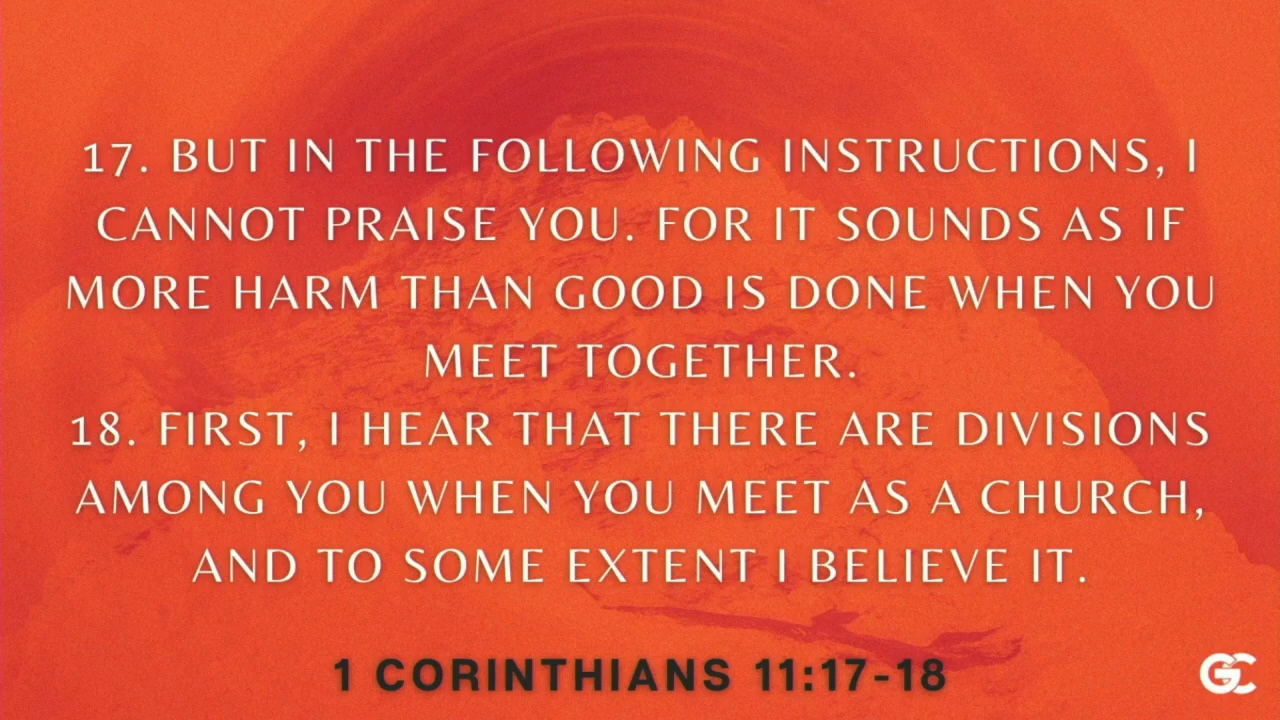 17. BUT IN THE FOLLOWING INSTRUCTIONS, I
CANNOT PRAISE YOU. FOR IT SOUNDS AS IF
MORE HARM THAN GOOD IS DONE WHEN YOU
MEET TOGETHER.
18. FIRST, I HEAR THAT THERE ARE DIVISIONS
AMONG YOU WHEN YOU MEET AS A CHURCH,
AND TO SOME EXTENT I BELIEVE IT.
1 CORINTHIANS 11:17-18
GC